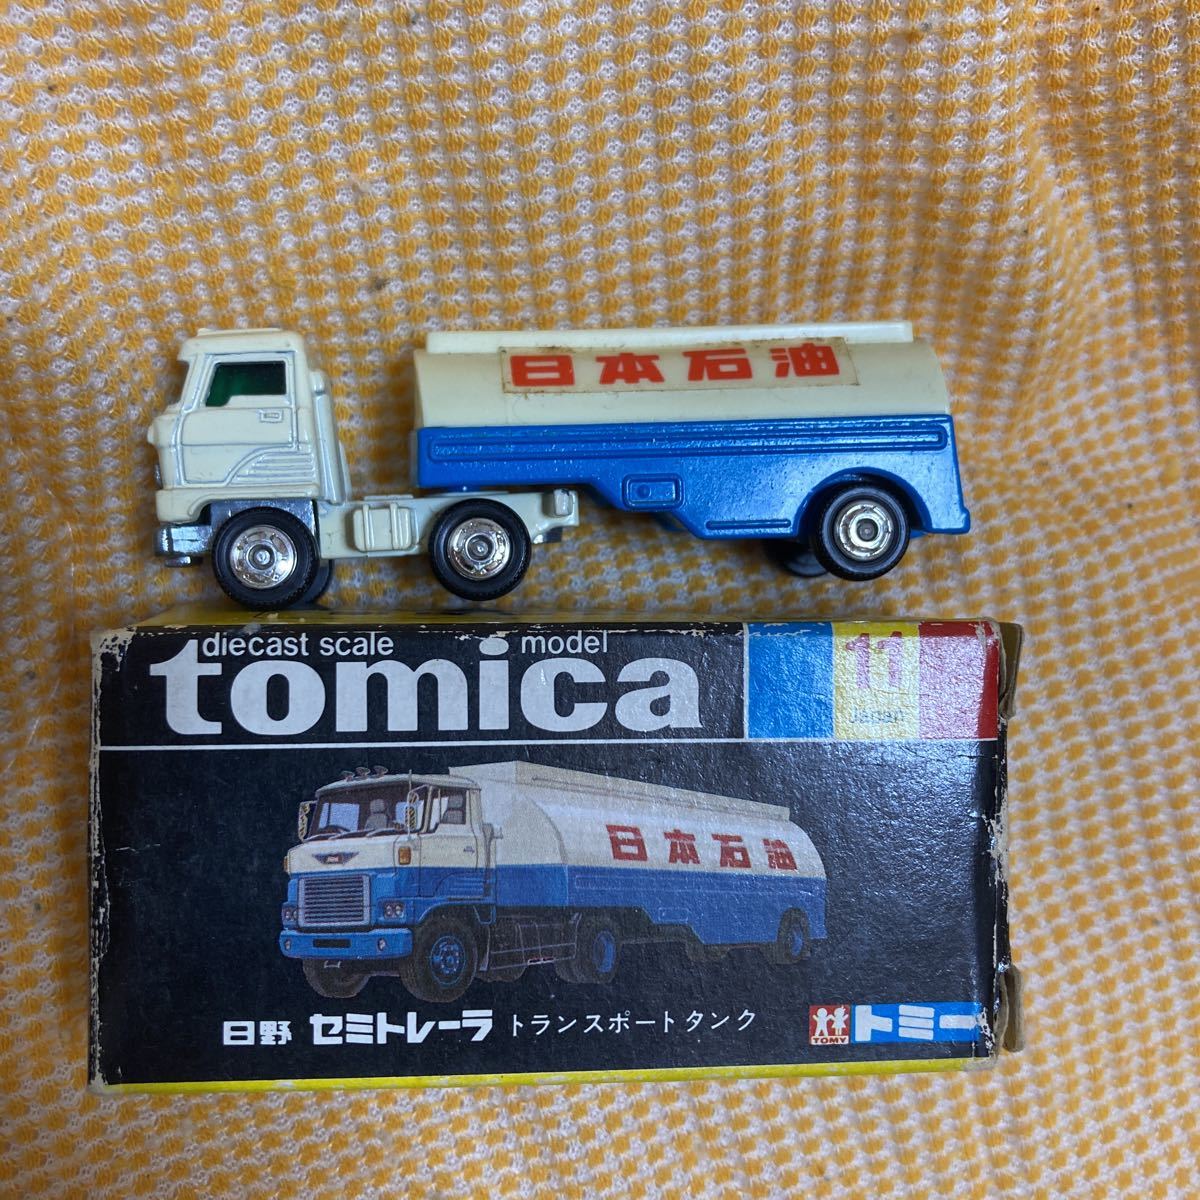 日本石油
diecast scale model
tomica
11
Japan
日本石油
日野 セミトレーラ トランスポートタンク
TOMY
トミー